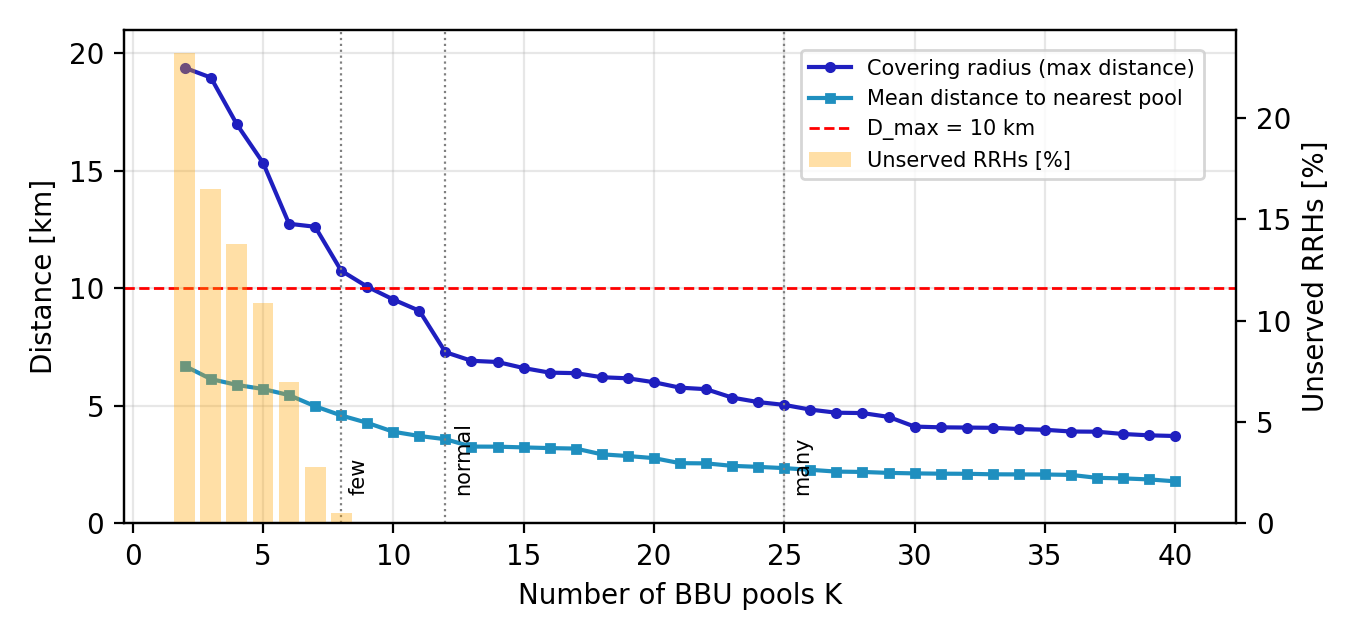 20
15
10
5
0
Distance [km]
Covering radius (max distance)
Mean distance to nearest pool
D_max = 10 km
Unserved RRHs [%]
few
normal
many
20
15
10
5
0
Unserved RRHs [%]
0 5 10 15 20 25 30 35 40
Number of BBU pools K